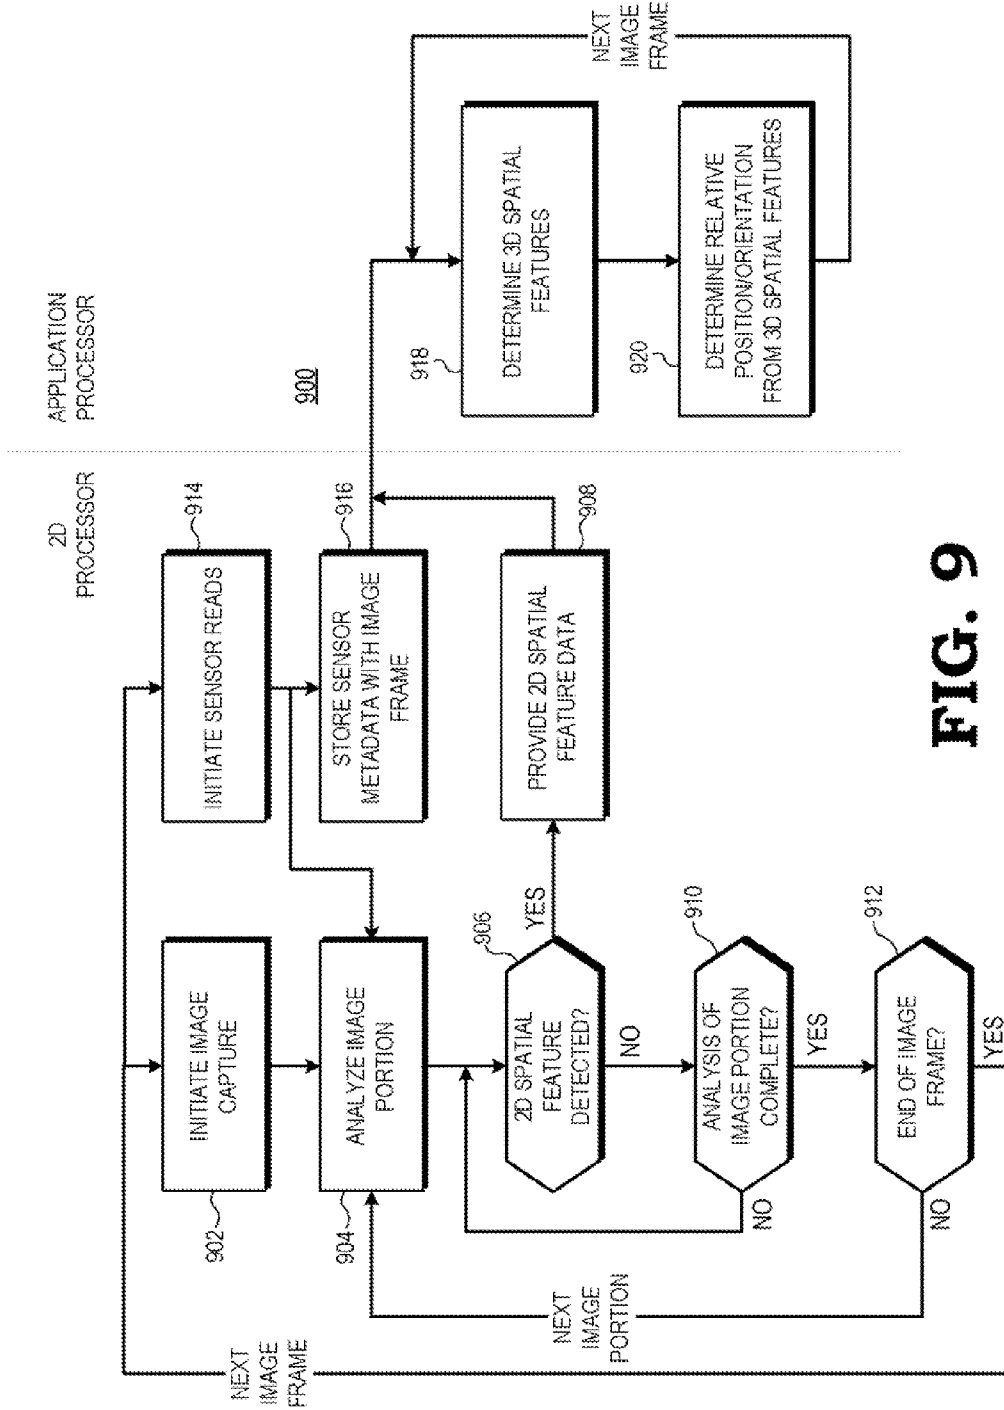 2D
PROCESSOR
APPLICATION
PROCESSOR
900
NEXT
IMAGE
FRAME
902
INITIATE IMAGE
CAPTURE
INITIATE SENSOR READS
914
904
ANALYZE IMAGE
PORTION
STORE SENSOR
METADATA WITH IMAGE
FRAME
916
NEXT
IMAGE
PORTION
2D SPATIAL
FEATURE
DETECTED?
906
YES
NO
PROVIDE 2D SPATIAL
FEATURE DATA
908
ANALYSIS OF
IMAGE PORTION
COMPLETE?
910
NO
YES
END OF IMAGE
FRAME?
912
NO
YES
918
DETERMINE 3D SPATIAL
FEATURES
920
DETERMINE RELATIVE
POSITION/ORIENTATION
FROM 3D SPATIAL FEATURES
NEXT
IMAGE
FRAME
FIG. 9